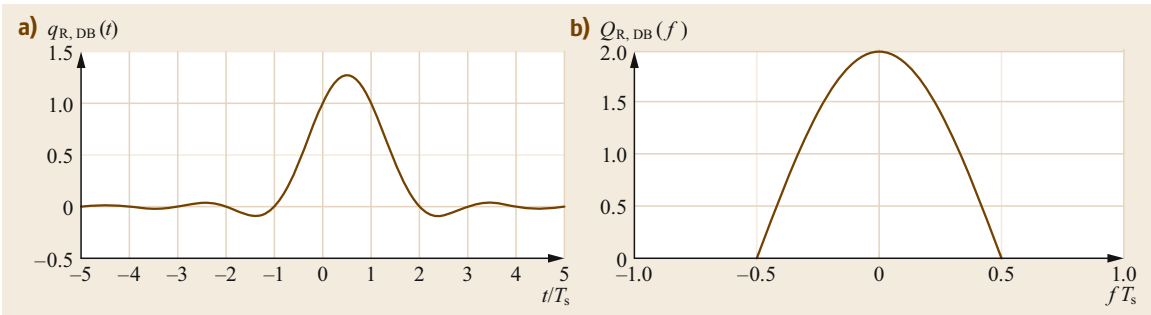 a) q_R, DB (t)
1.5
1.0
0.5
0
–0.5
–5 –4 –3 –2 –1 0 1 2 3 4 5
t/T_s
b) Q_R, DB (f)
2.0
1.5
1.0
0.5
0
–1.0 –0.5 0 0.5 1.0
f T_s